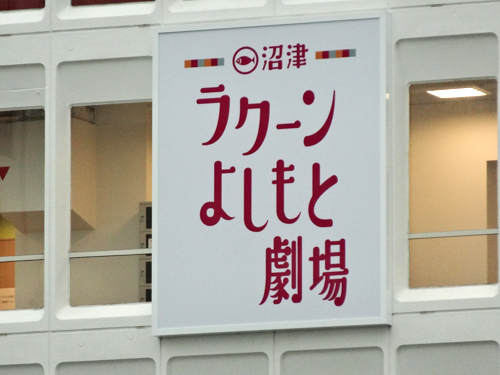 沼津
ラクーン
よしもと
劇場